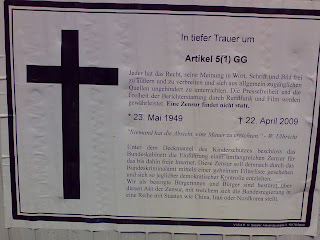 In tiefer Trauer um
Artikel 5(1) GG
Jeder hat das Recht, seine Meinung in Wort, Schrift und Bild frei
zu äußern und zu verbreiten und sich aus allgemein zugänglichen
Quellen ungehindert zu unterrichten. Die Pressefreiheit und die
Freiheit der Berichterstattung durch Rundfunk und Film werden
gewährleistet. Eine Zensur findet nicht statt.
* 23. Mai 1949 † 22. April 2009
"Niemand hat die Absicht, eine Mauer zu errichten." - W. Ulbricht
Unter dem Deckmantel des Kinderschutzes beschloss das
Bundeskabinett die Einführung einer umfangreichen Zensur für
das bis dahin freie Internet. Diese Zensur soll demnach durch das
Bundeskriminalamt mittels einer geheimen Filterliste geschehen
und sich so jeglicher demokratischer Kontrolle entziehen.
Wir als besorgte Bürgerinnen und Bürger sind bestürzt über
diesen Akt der Zensur, mit welchem sich die Bundesregierung in
eine Reihe mit Staaten wie China, Iran oder Nordkorea stellt.